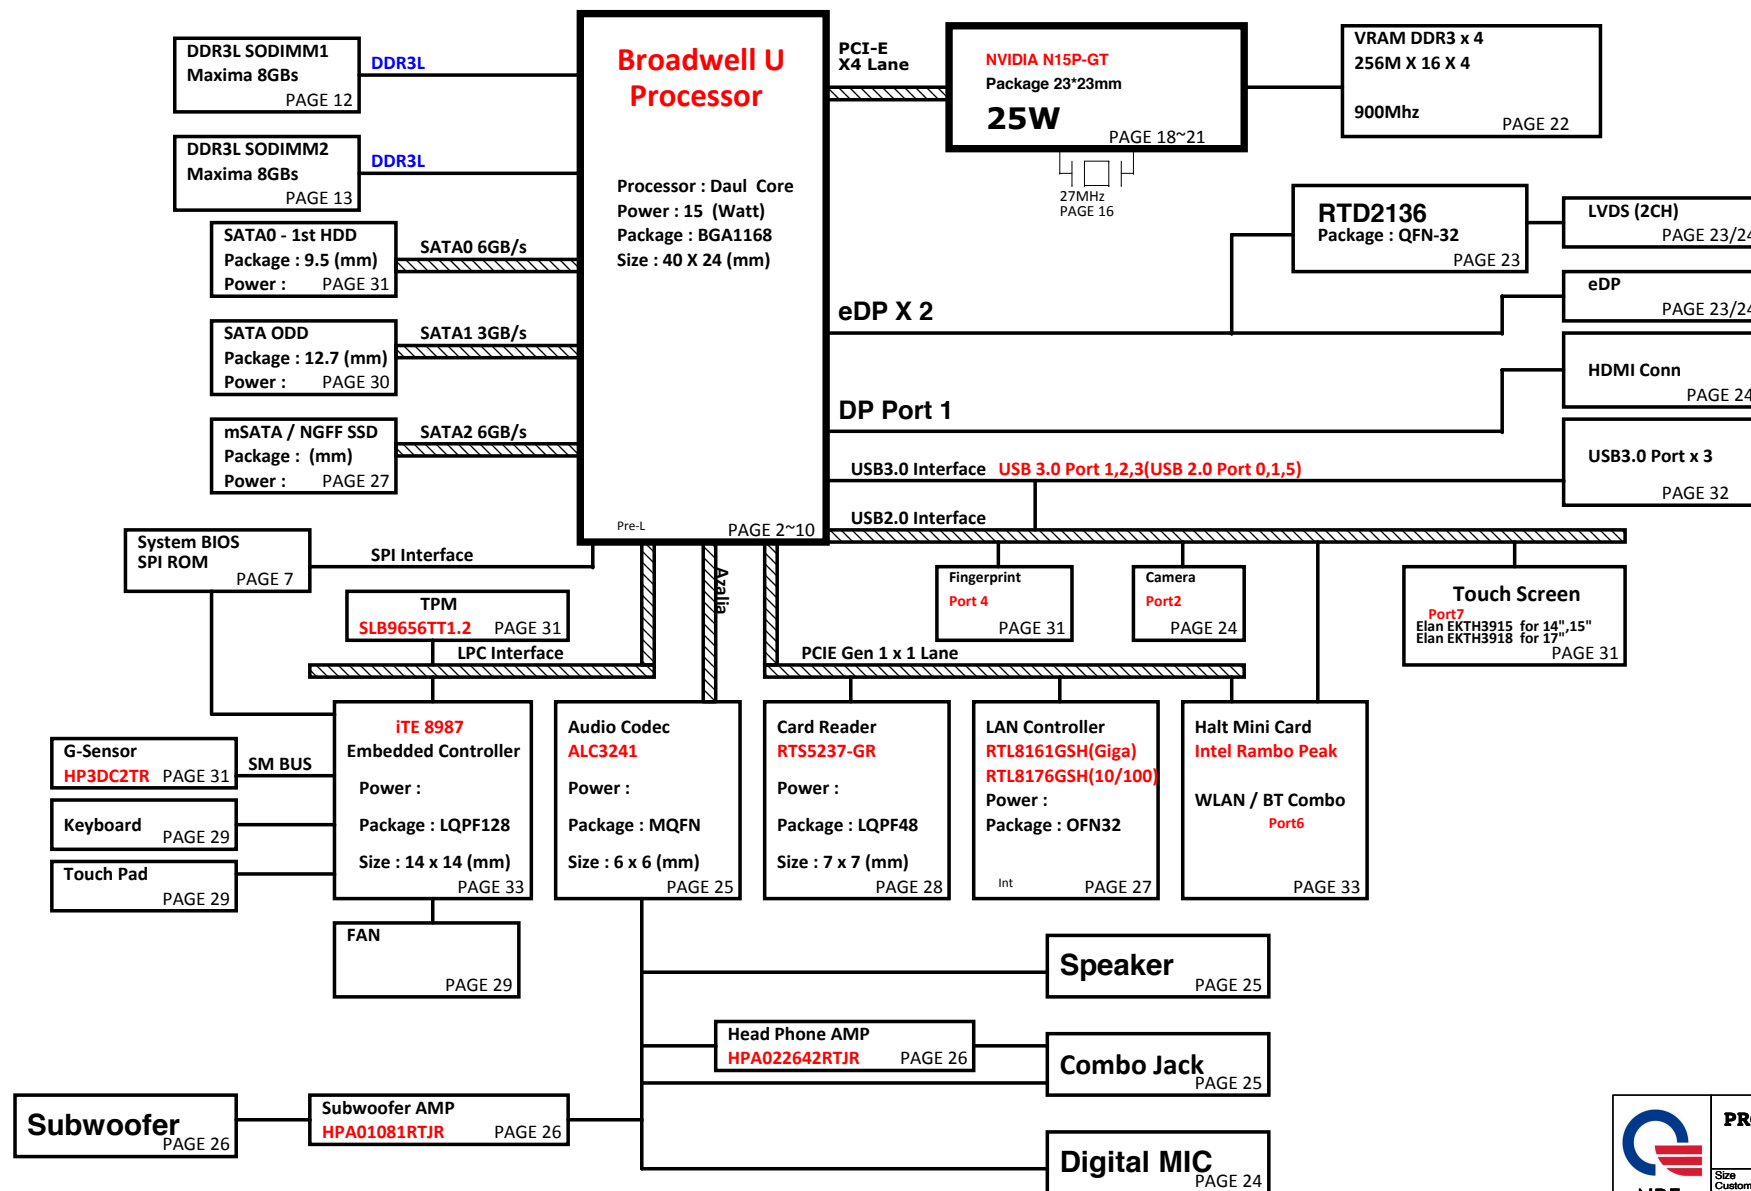 DDR3L SODIMM1
Maxima 8GBs
PAGE 12
DDR3L
DDR3L SODIMM2
Maxima 8GBs
PAGE 13
DDR3L
SATA0 - 1st HDD
Package : 9.5 (mm)
Power : PAGE 31
SATA0 6GB/s
SATA ODD
Package : 12.7 (mm)
Power : PAGE 30
SATA1 3GB/s
mSATA / NGFF SSD
Package : (mm)
Power : PAGE 27
SATA2 6GB/s
Broadwell U
Processor
Processor : Daul Core
Power : 15 (Watt)
Package : BGA1168
Size : 40 X 24 (mm)
Pre-L
PAGE 2~10
PCI-E
X4 Lane
NVIDIA N15P-GT
Package 23*23mm
25W
PAGE 18~21
27MHz
PAGE 16
VRAM DDR3 x 4
256M X 16 X 4
900Mhz
PAGE 22
RTD2136
Package : QFN-32
PAGE 23
LVDS (2CH)
PAGE 23/24
eDP
PAGE 23/24
eDP X 2
HDMI Conn
PAGE 24
DP Port 1
USB3.0 Port x 3
PAGE 32
USB3.0 Interface USB 3.0 Port 1,2,3(USB 2.0 Port 0,1,5)
USB2.0 Interface
System BIOS
SPI ROM
PAGE 7
SPI Interface
TPM
SLB9656TT1.2 PAGE 31
LPC Interface
Azalia
PCIE Gen 1 x 1 Lane
Fingerprint
Port 4
PAGE 31
Camera
Port2
PAGE 24
Touch Screen
Port7
Elan EKTH3915 for 14",15"
Elan EKTH3918 for 17"
PAGE 31
G-Sensor
HP3DC2TR PAGE 31
SM BUS
Keyboard
PAGE 29
Touch Pad
PAGE 29
iTE 8987
Embedded Controller
Power :
Package : LQPF128
Size : 14 x 14 (mm)
PAGE 33
FAN
PAGE 29
Audio Codec
ALC3241
Power :
Package : MQFN
Size : 6 x 6 (mm)
PAGE 25
Card Reader
RTS5237-GR
Power :
Package : LQPF48
Size : 7 x 7 (mm)
PAGE 28
LAN Controller
RTL8161GSH(Giga)
RTL8176GSH(10/100)
Power :
Package : OFN32
Int
PAGE 27
Halt Mini Card
Intel Rambo Peak
WLAN / BT Combo
Port6
PAGE 33
Speaker
PAGE 25
Head Phone AMP
HPA022642RTJR PAGE 26
Combo Jack
PAGE 25
Subwoofer
PAGE 26
Subwoofer AMP
HPA01081RTJR PAGE 26
Digital MIC
PAGE 24
Size
Custom